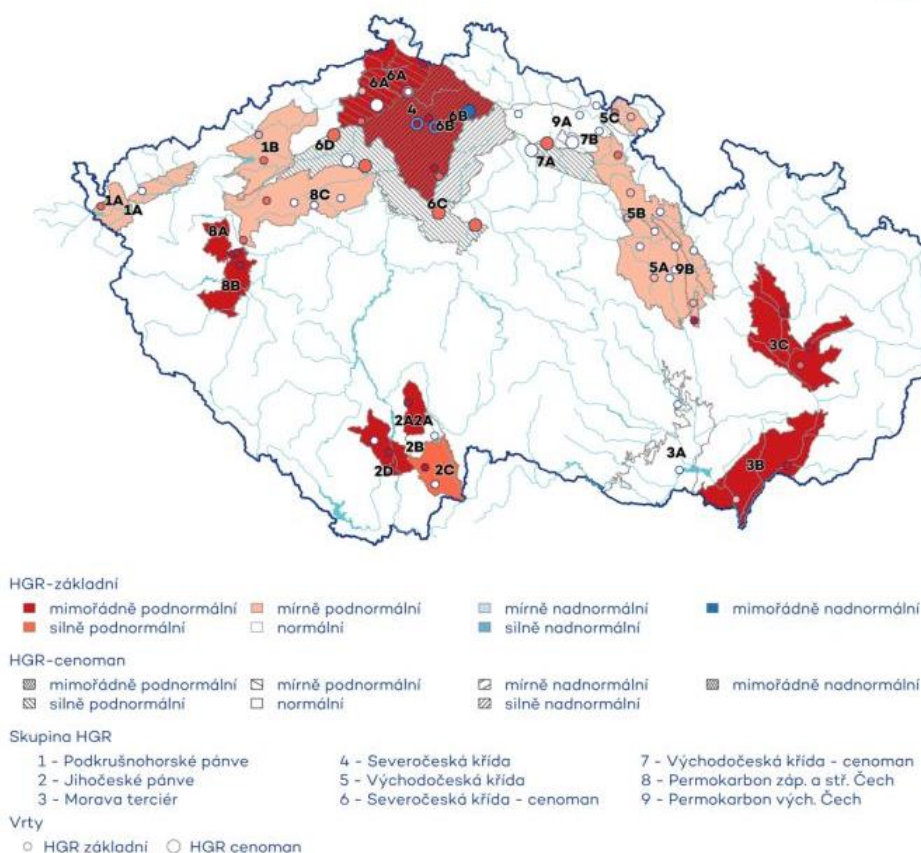 6A
6A
4
6B
6B
9A
5C
7B
7A
6D
1B
1A
1A
8C
6C
5B
8A
8B
5A
9B
3C
2A
2A
2B
2D
2C
3A
3B
HGR-základní
mimořádně podnormální mírně podnormální mírně nadnormální mimořádně nadnormální
silně podnormální normální silně nadnormální
HGR-cenoman
mimořádně podnormální mírně podnormální mírně nadnormální mimořádně nadnormální
silně podnormální normální silně nadnormální
Skupina HGR
1 - Podkrušnohorské pánve 4 - Severočeská křída 7 - Východočeská křída - cenoman
2 - Jihočeské pánve 5 - Východočeská křída 8 - Permokarbon záp. a stř. Čech
3 - Morava terciér 6 - Severočeská křída - cenoman 9 - Permokarbon vých. Čech
Vrty
HGR základní HGR cenoman